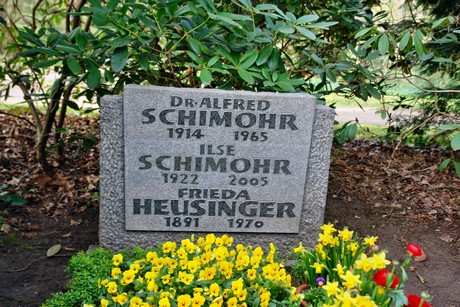 DR. ALFRED
SCHIMOHR
1914 1965
ILSE
SCHIMOHR
1922 2005
FRIEDA
HEUSINGER
1891 1970